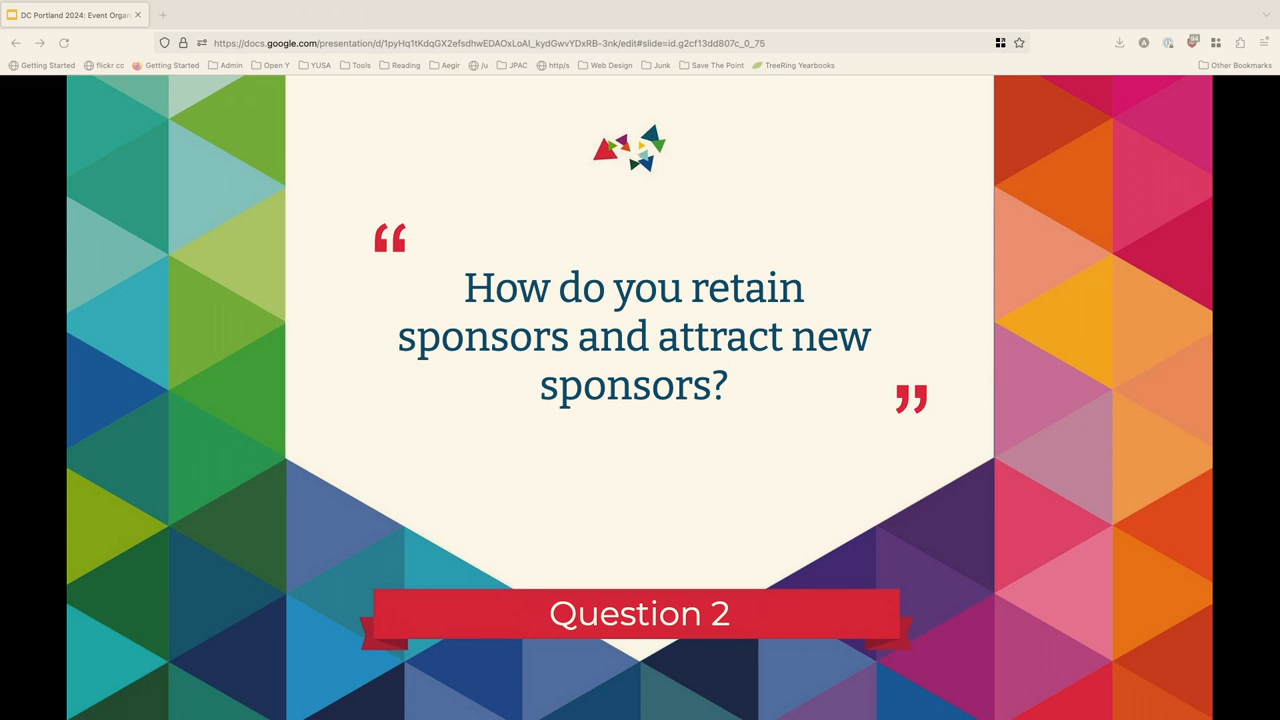 DC Portland 2024: Event Organ
https://docs.google.com/presentation/d/1pyHq1tKdqGX2efsdhwEDAOxLoAl_kydGwvYDxRB-3nk/edit#slide=id.g2cf13dd807c_0_75
94
Getting Started flickr cc Getting Started Admin Open Y YUSA Tools Reading Aegir /u JPAC http/s Web Design Junk Save The Point TreeRing Yearbooks Other Bookmarks
“
How do you retain
sponsors and attract new
sponsors?
”
Question 2